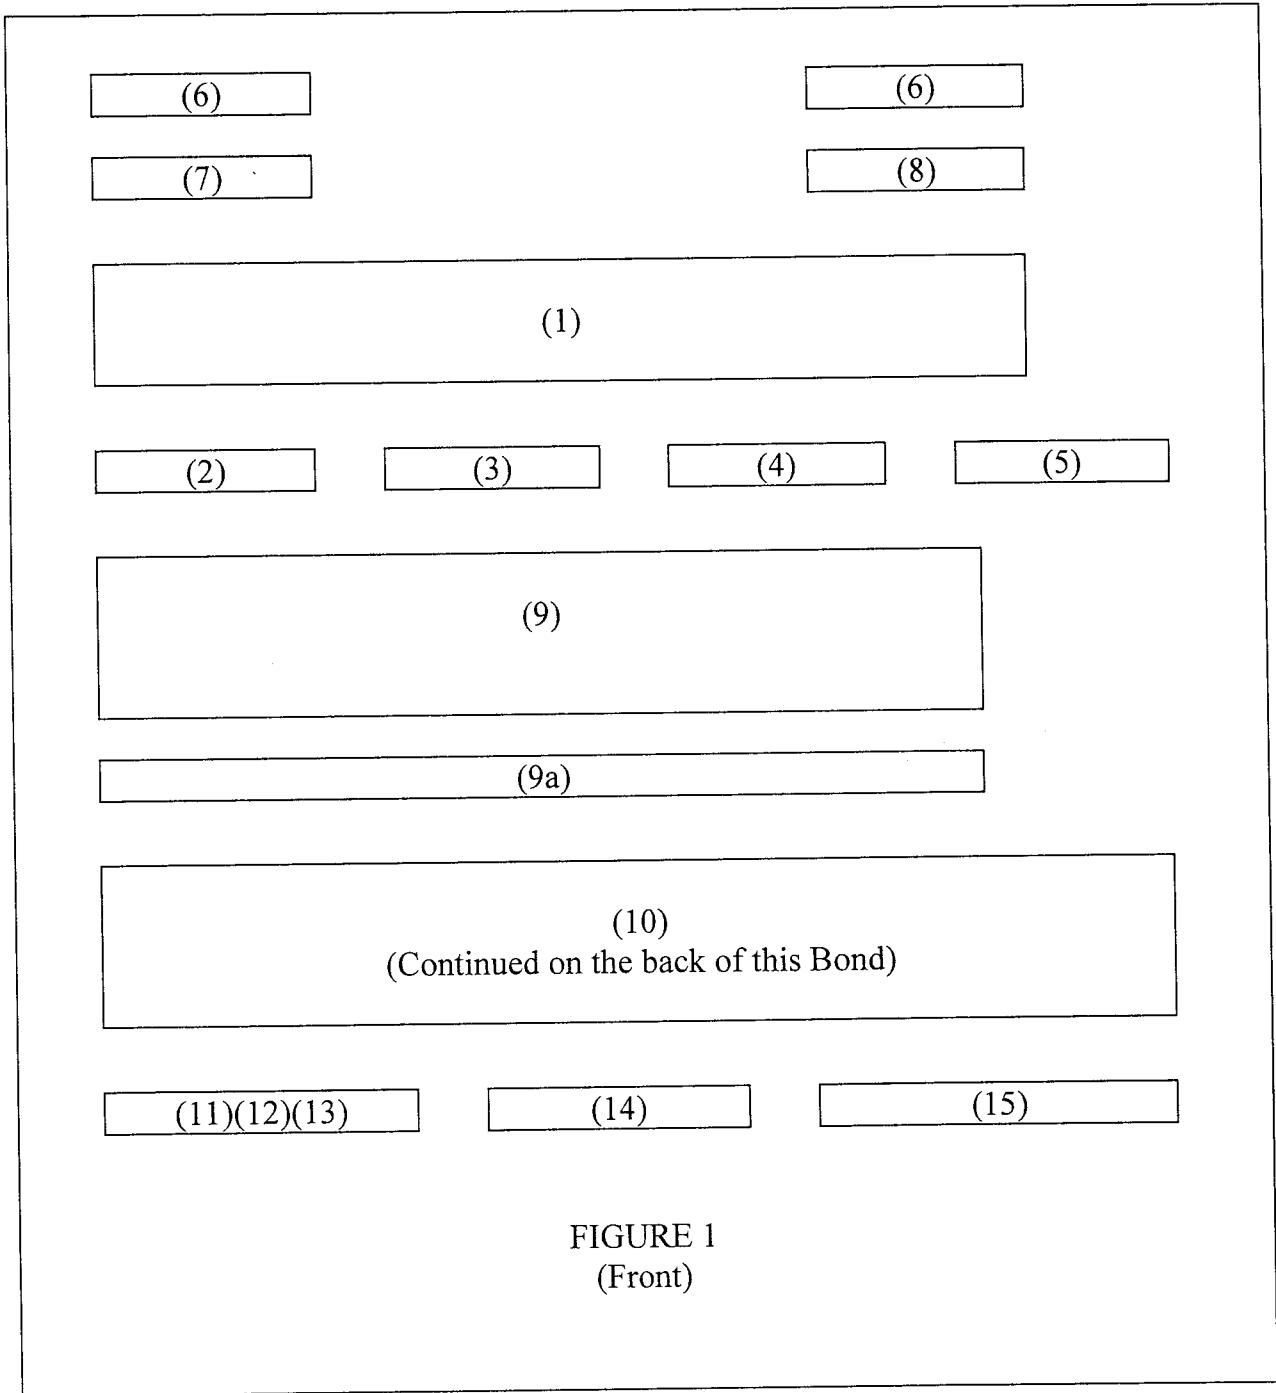 (6) (6)
(7) (8)
(1)
(2) (3) (4) (5)
(9)
(9a)
(10)
(Continued on the back of this Bond)
(11)(12)(13) (14) (15)
FIGURE 1
(Front)